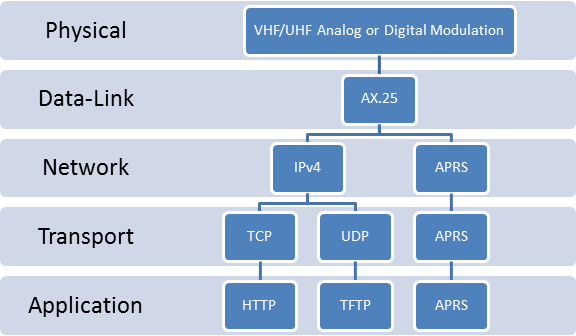 Physical
VHF/UHF Analog or Digital Modulation
Data-Link
AX.25
Network
IPv4
APRS
Transport
TCP
UDP
APRS
Application
HTTP
TFTP
APRS